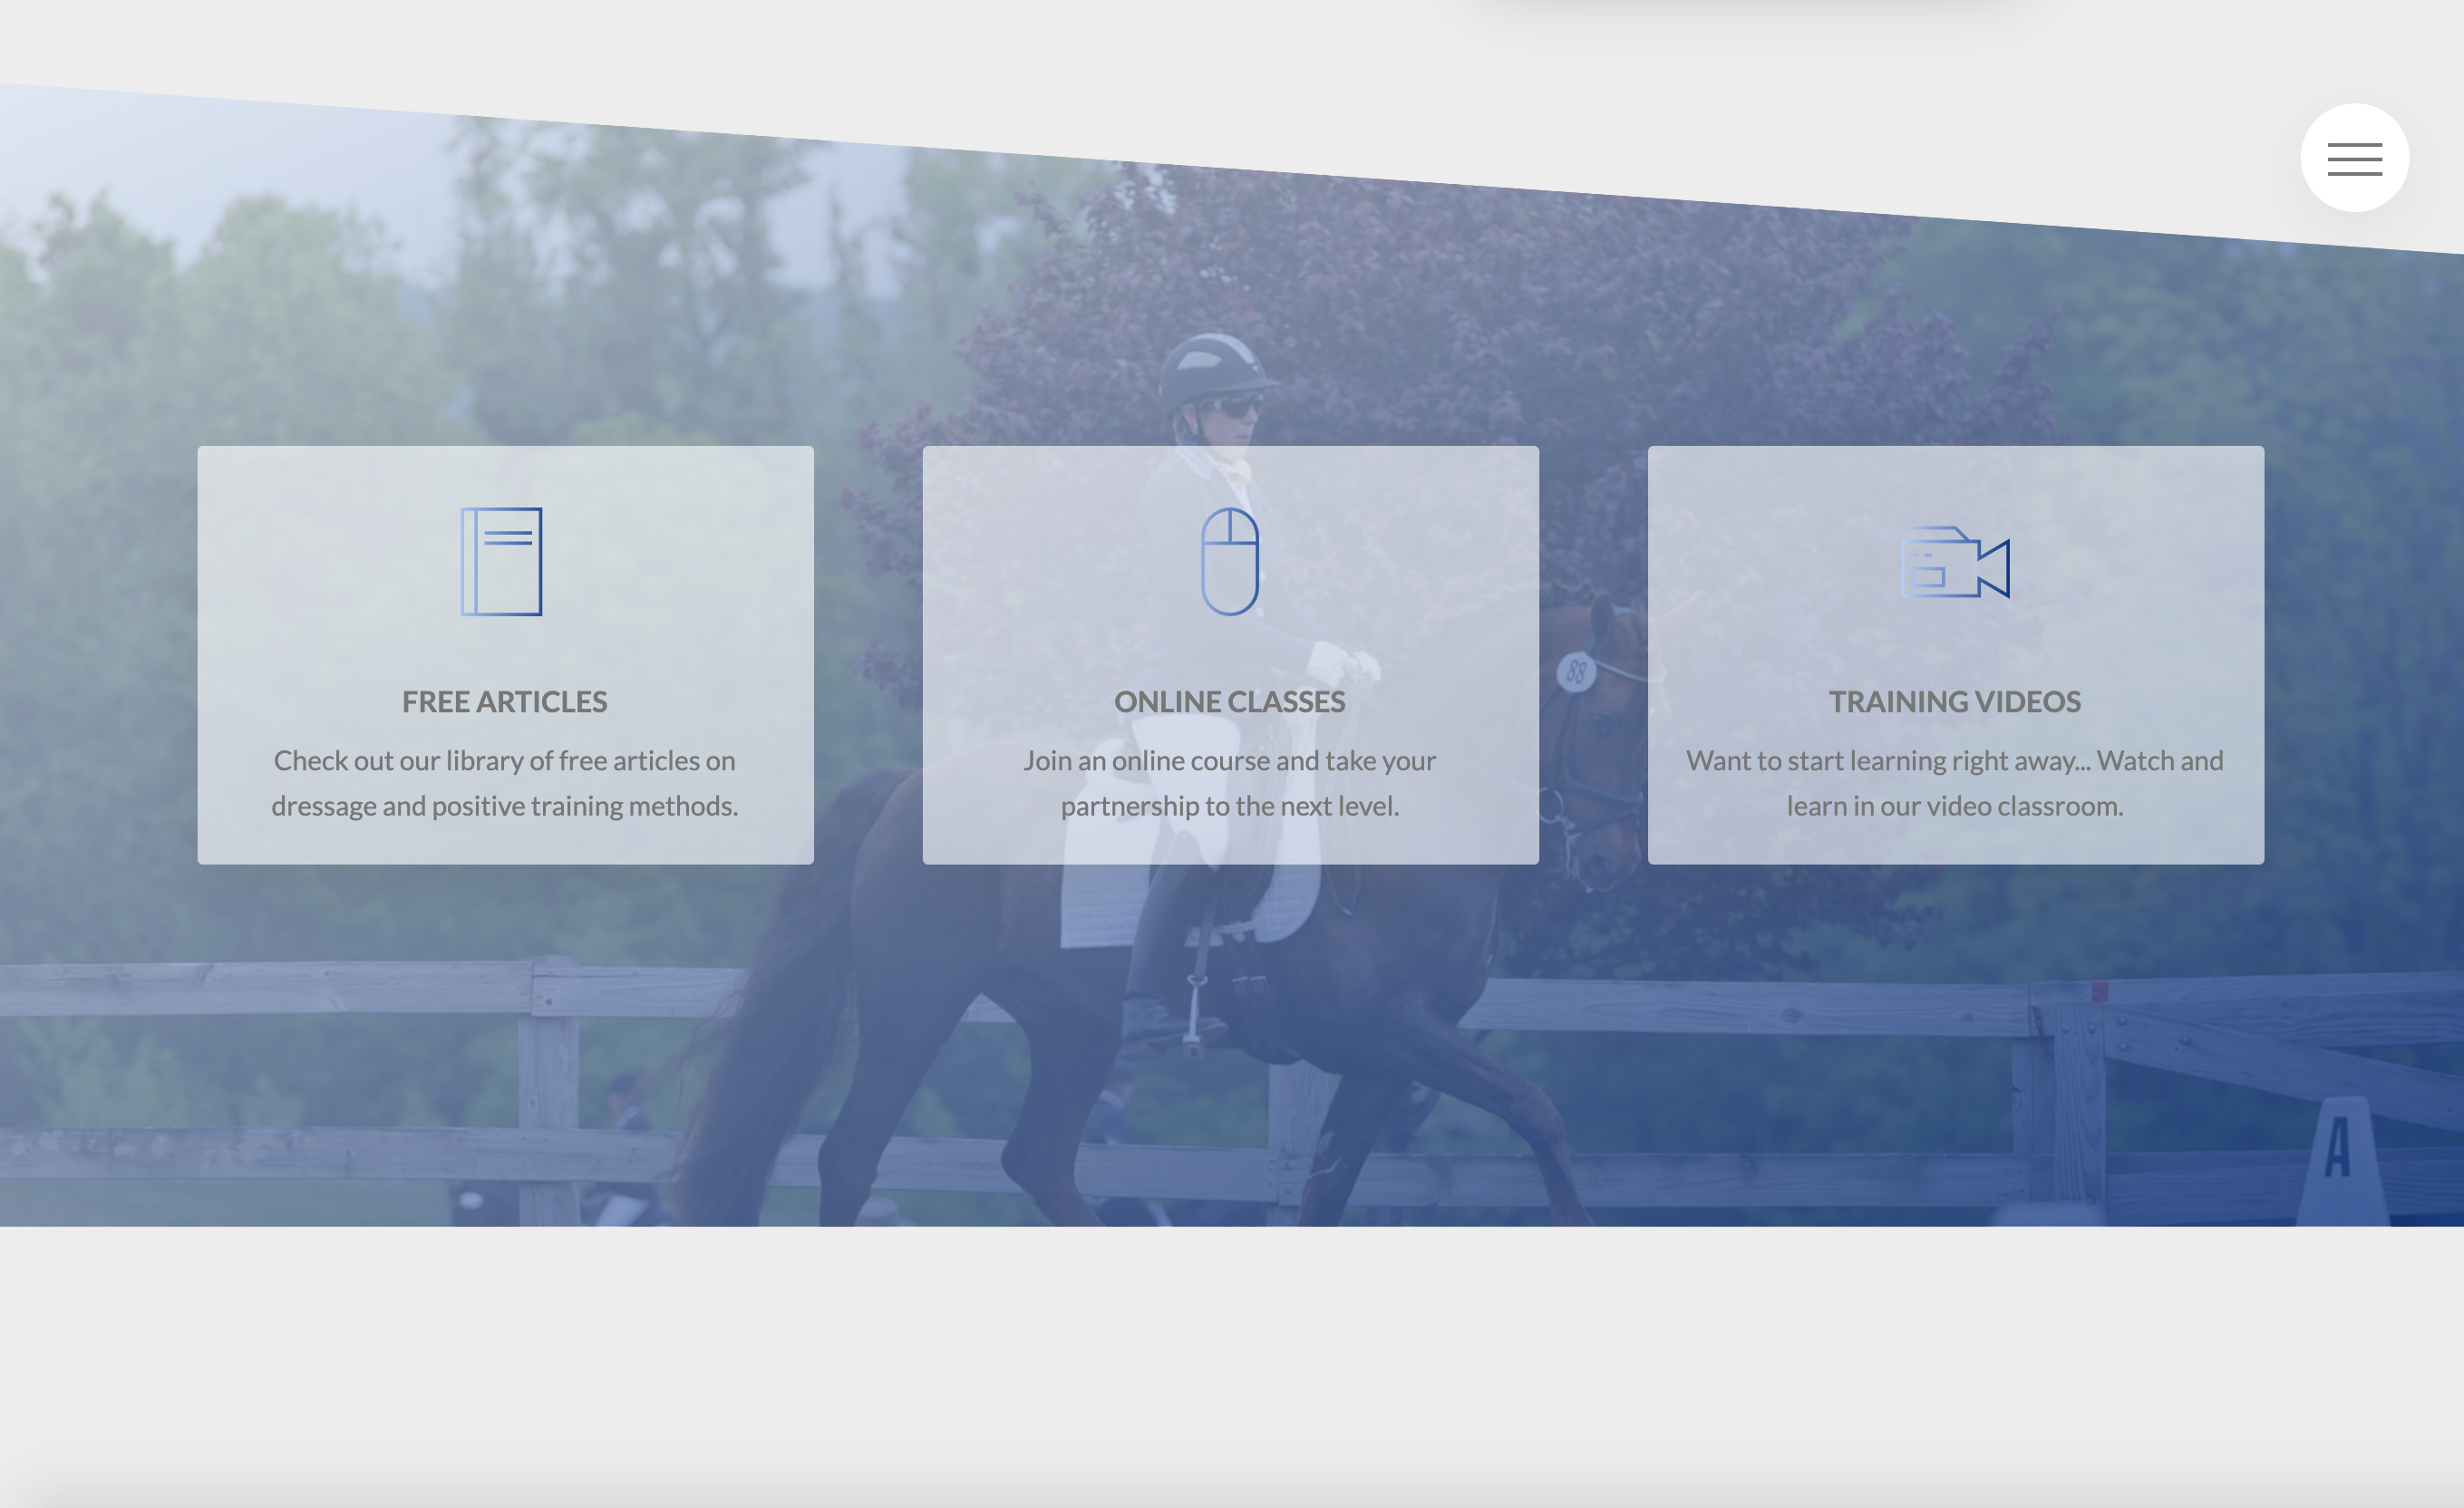 FREE ARTICLES
Check out our library of free articles on
dressage and positive training methods.
ONLINE CLASSES
Join an online course and take your
partnership to the next level.
TRAINING VIDEOS
Want to start learning right away... Watch and
learn in our video classroom.
88
A